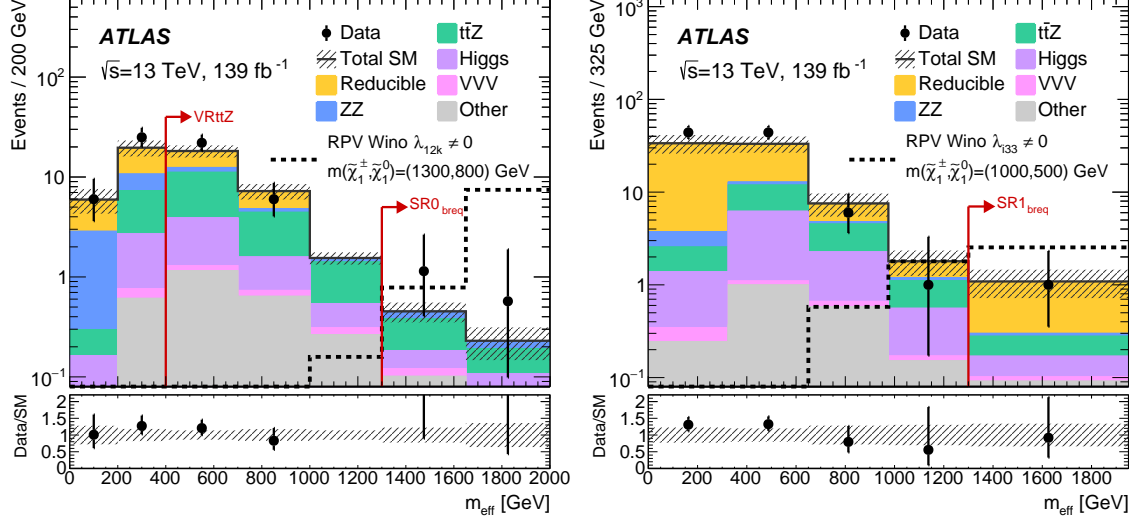 Events / 200 GeV
10²
10
1
10⁻¹
ATLAS
√s=13 TeV, 139 fb⁻¹
Data
Total SM
Reducible
ZZ
tt̄Z
Higgs
VVV
Other
RPV Wino λ₁₂ₖ ≠ 0
m(χ̃₁±,χ̃₁⁰)=(1300,800) GeV
VRttZ
SR0breq
Data/SM
2
1.5
1
0.5
0
0 200 400 600 800 1000 1200 1400 1600 1800 2000
m_eff [GeV]
Events / 325 GeV
10³
10²
10
1
10⁻¹
ATLAS
√s=13 TeV, 139 fb⁻¹
Data
Total SM
Reducible
ZZ
tt̄Z
Higgs
VVV
Other
RPV Wino λᵢ₃₃ ≠ 0
m(χ̃₁±,χ̃₁⁰)=(1000,500) GeV
SR1breq
Data/SM
2
1.5
1
0.5
0
0 200 400 600 800 1000 1200 1400 1600 1800
m_eff [GeV]